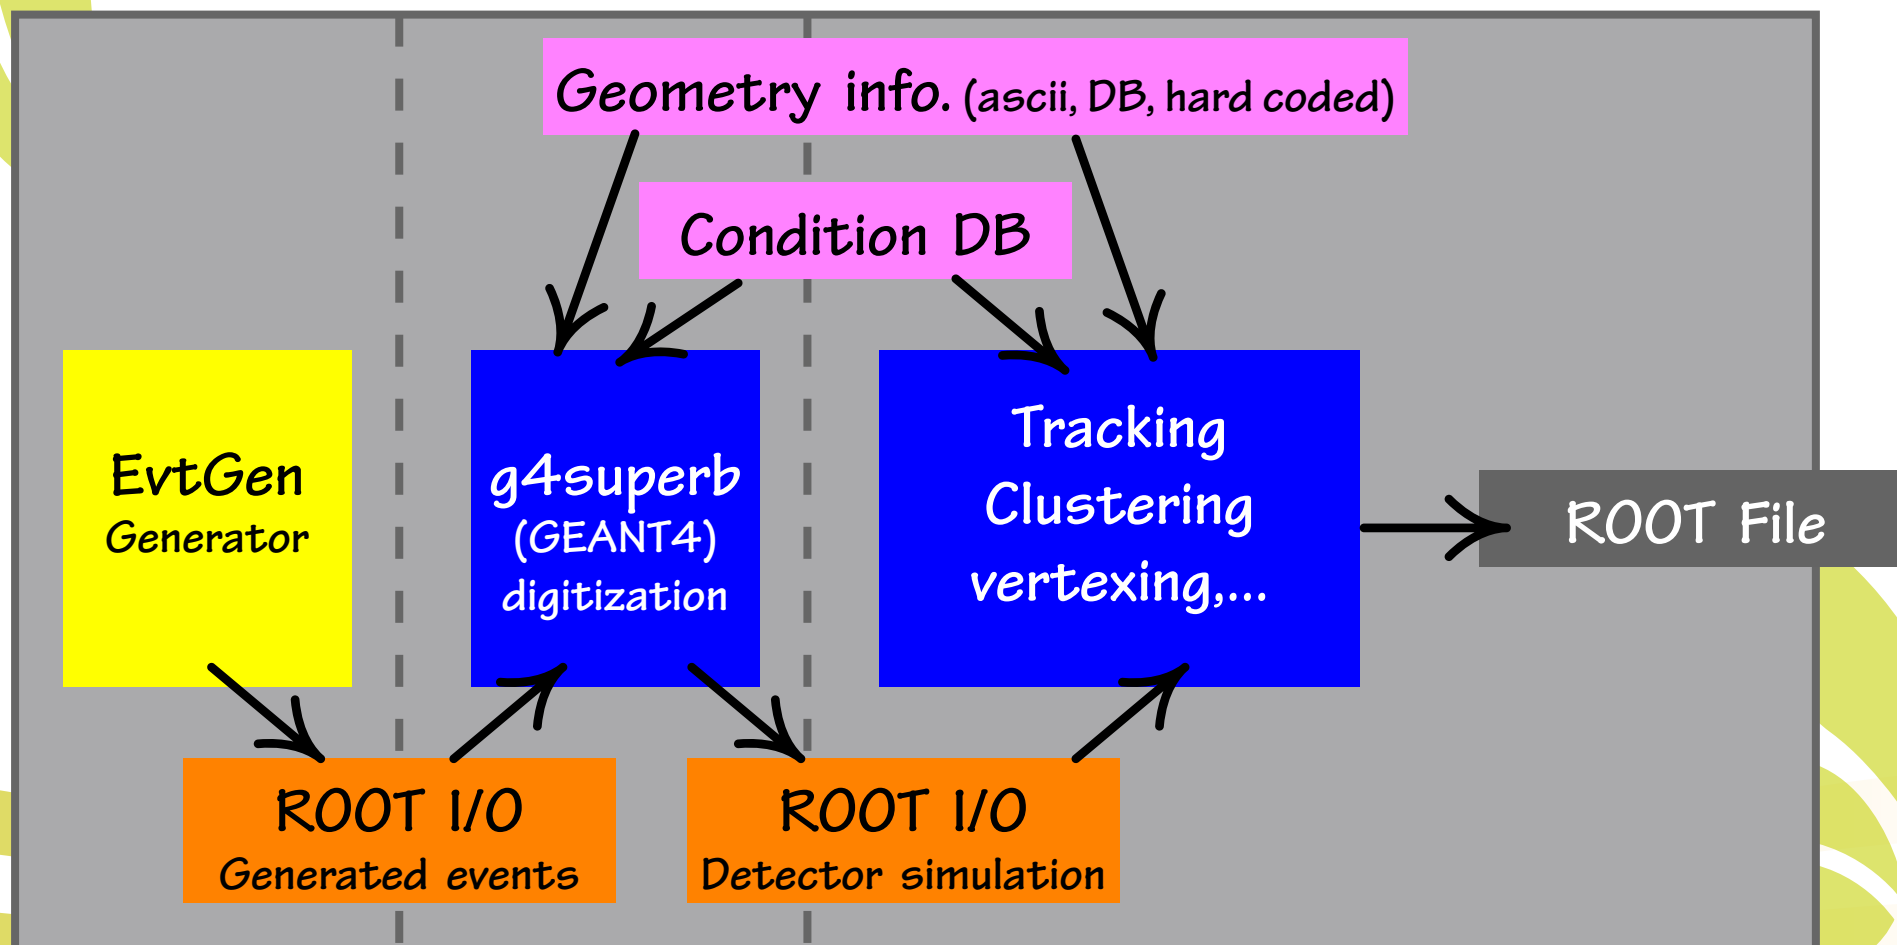 Geometry info. (ascii, DB, hard coded)
Condition DB
EvtGen
Generator
g4superb
(GEANT4)
digitization
Tracking
Clustering
vertexing,...
ROOT File
ROOT I/O
Generated events
ROOT I/O
Detector simulation